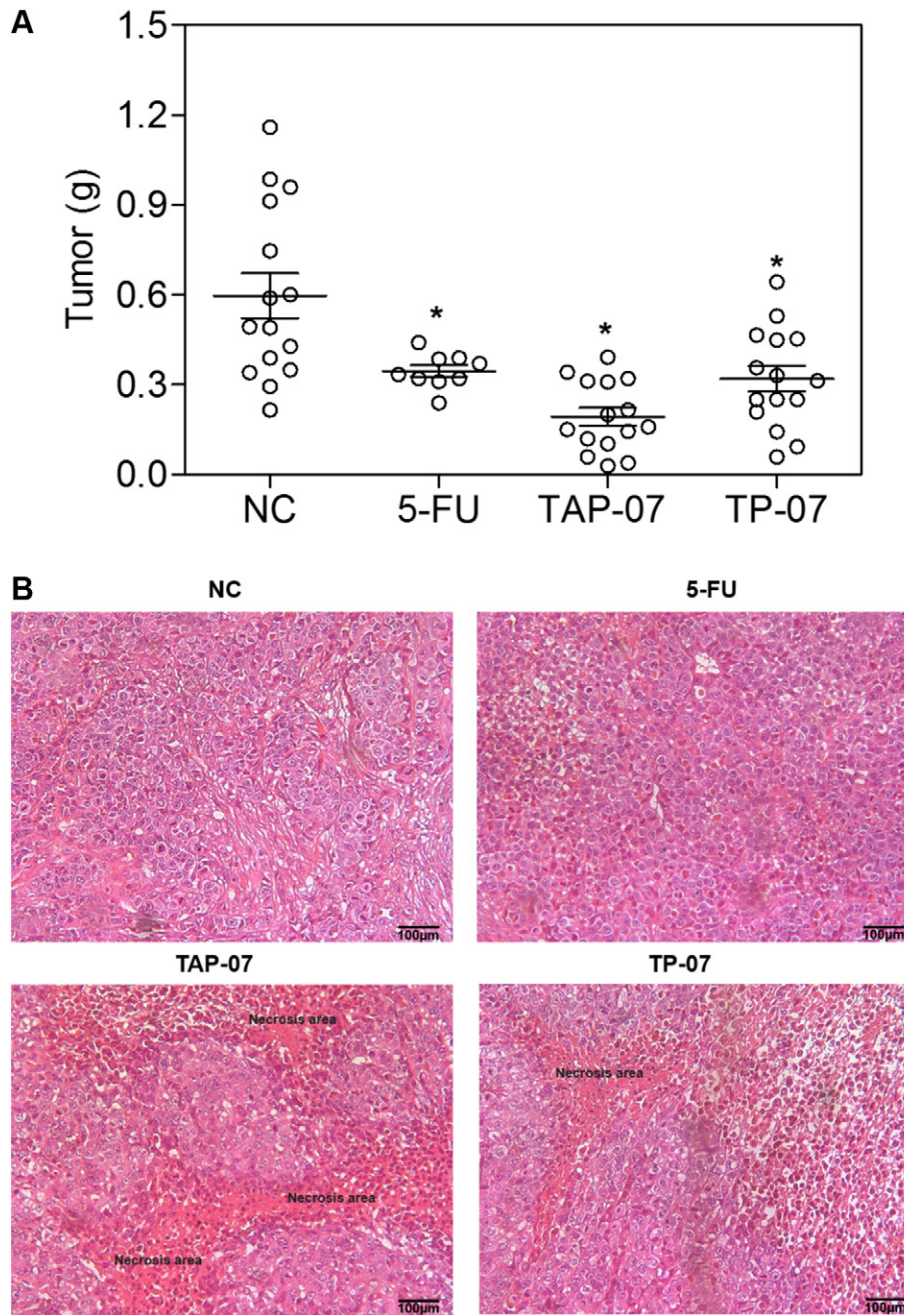 A
1.5
1.2
0.9
0.6
0.3
0.0
Tumor (g)
* * *
NC 5-FU TAP-07 TP-07
B
NC 5-FU
100µm 100µm
TAP-07 TP-07
Necrosis area
Necrosis area
Necrosis area
Necrosis area
100µm 100µm